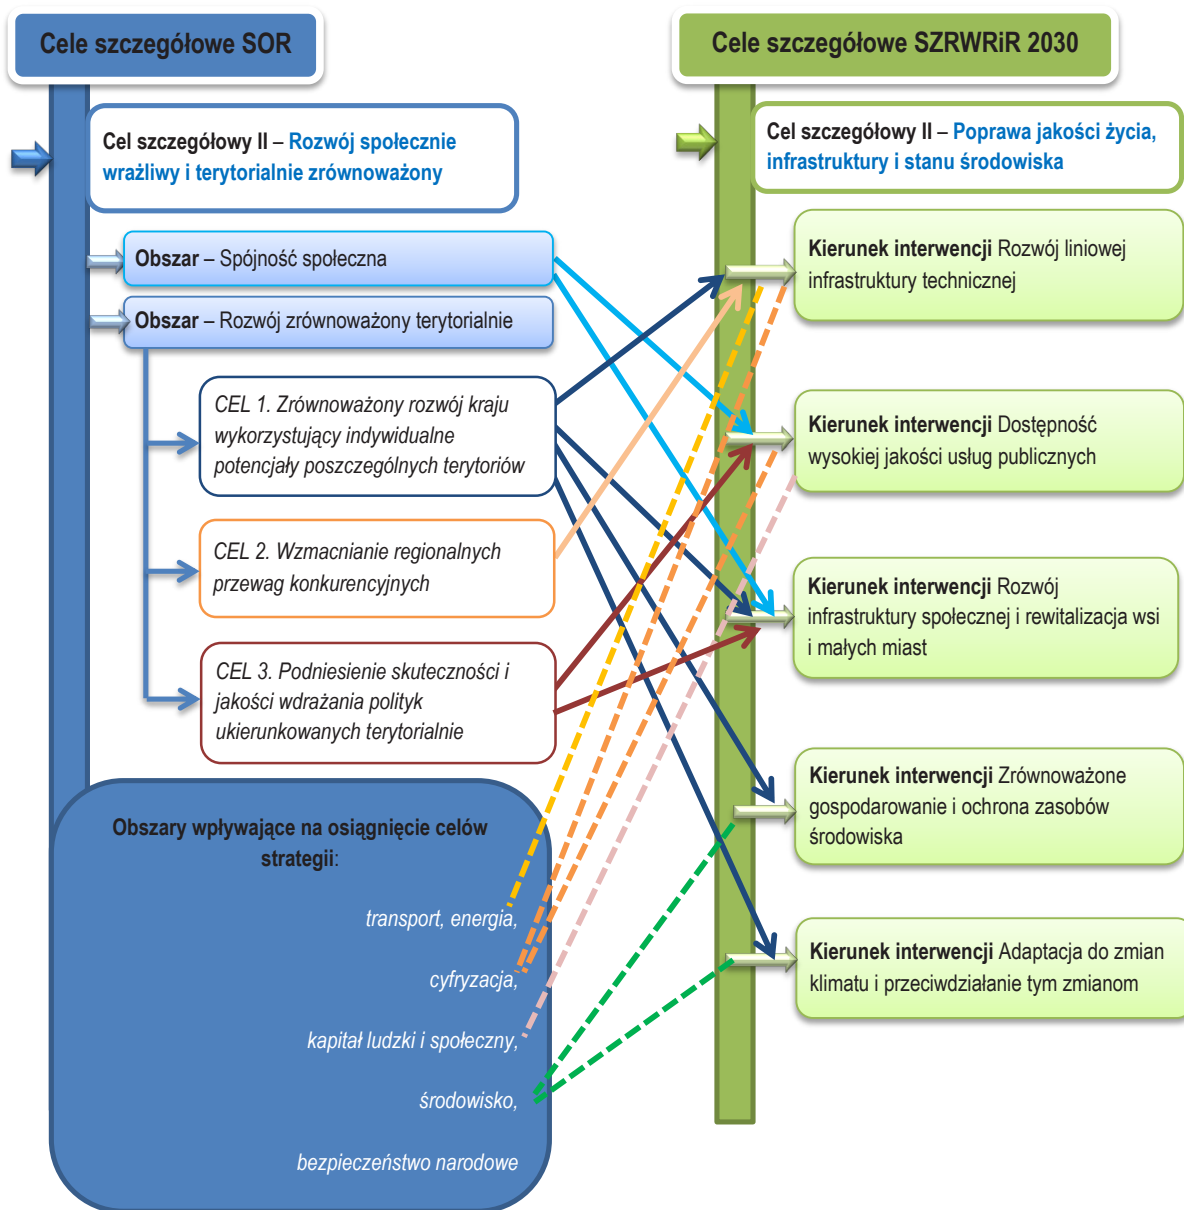 Cele szczegółowe SOR
Cel szczegółowy II – Rozwój społecznie
wrażliwy i terytorialnie zrównoważony
Obszar – Spójność społeczna
Obszar – Rozwój zrównoważony terytorialnie
CEL 1. Zrównoważony rozwój kraju
wykorzystujący indywidualne
potencjały poszczególnych terytoriów
CEL 2. Wzmacnianie regionalnych
przewag konkurencyjnych
CEL 3. Podniesienie skuteczności i
jakości wdrażania polityk
ukierunkowanych terytorialnie
Obszary wpływające na osiągnięcie celów
strategii:
transport, energia,
cyfryzacja,
kapitał ludzki i społeczny,
środowisko,
bezpieczeństwo narodowe
Cele szczegółowe SZRWRiR 2030
Cel szczegółowy II – Poprawa jakości życia,
infrastruktury i stanu środowiska
Kierunek interwencji Rozwój liniowej
infrastruktury technicznej
Kierunek interwencji Dostępność
wysokiej jakości usług publicznych
Kierunek interwencji Rozwój
infrastruktury społecznej i rewitalizacja wsi
i małych miast
Kierunek interwencji Zrównoważone
gospodarowanie i ochrona zasobów
środowiska
Kierunek interwencji Adaptacja do zmian
klimatu i przeciwdziałanie tym zmianom